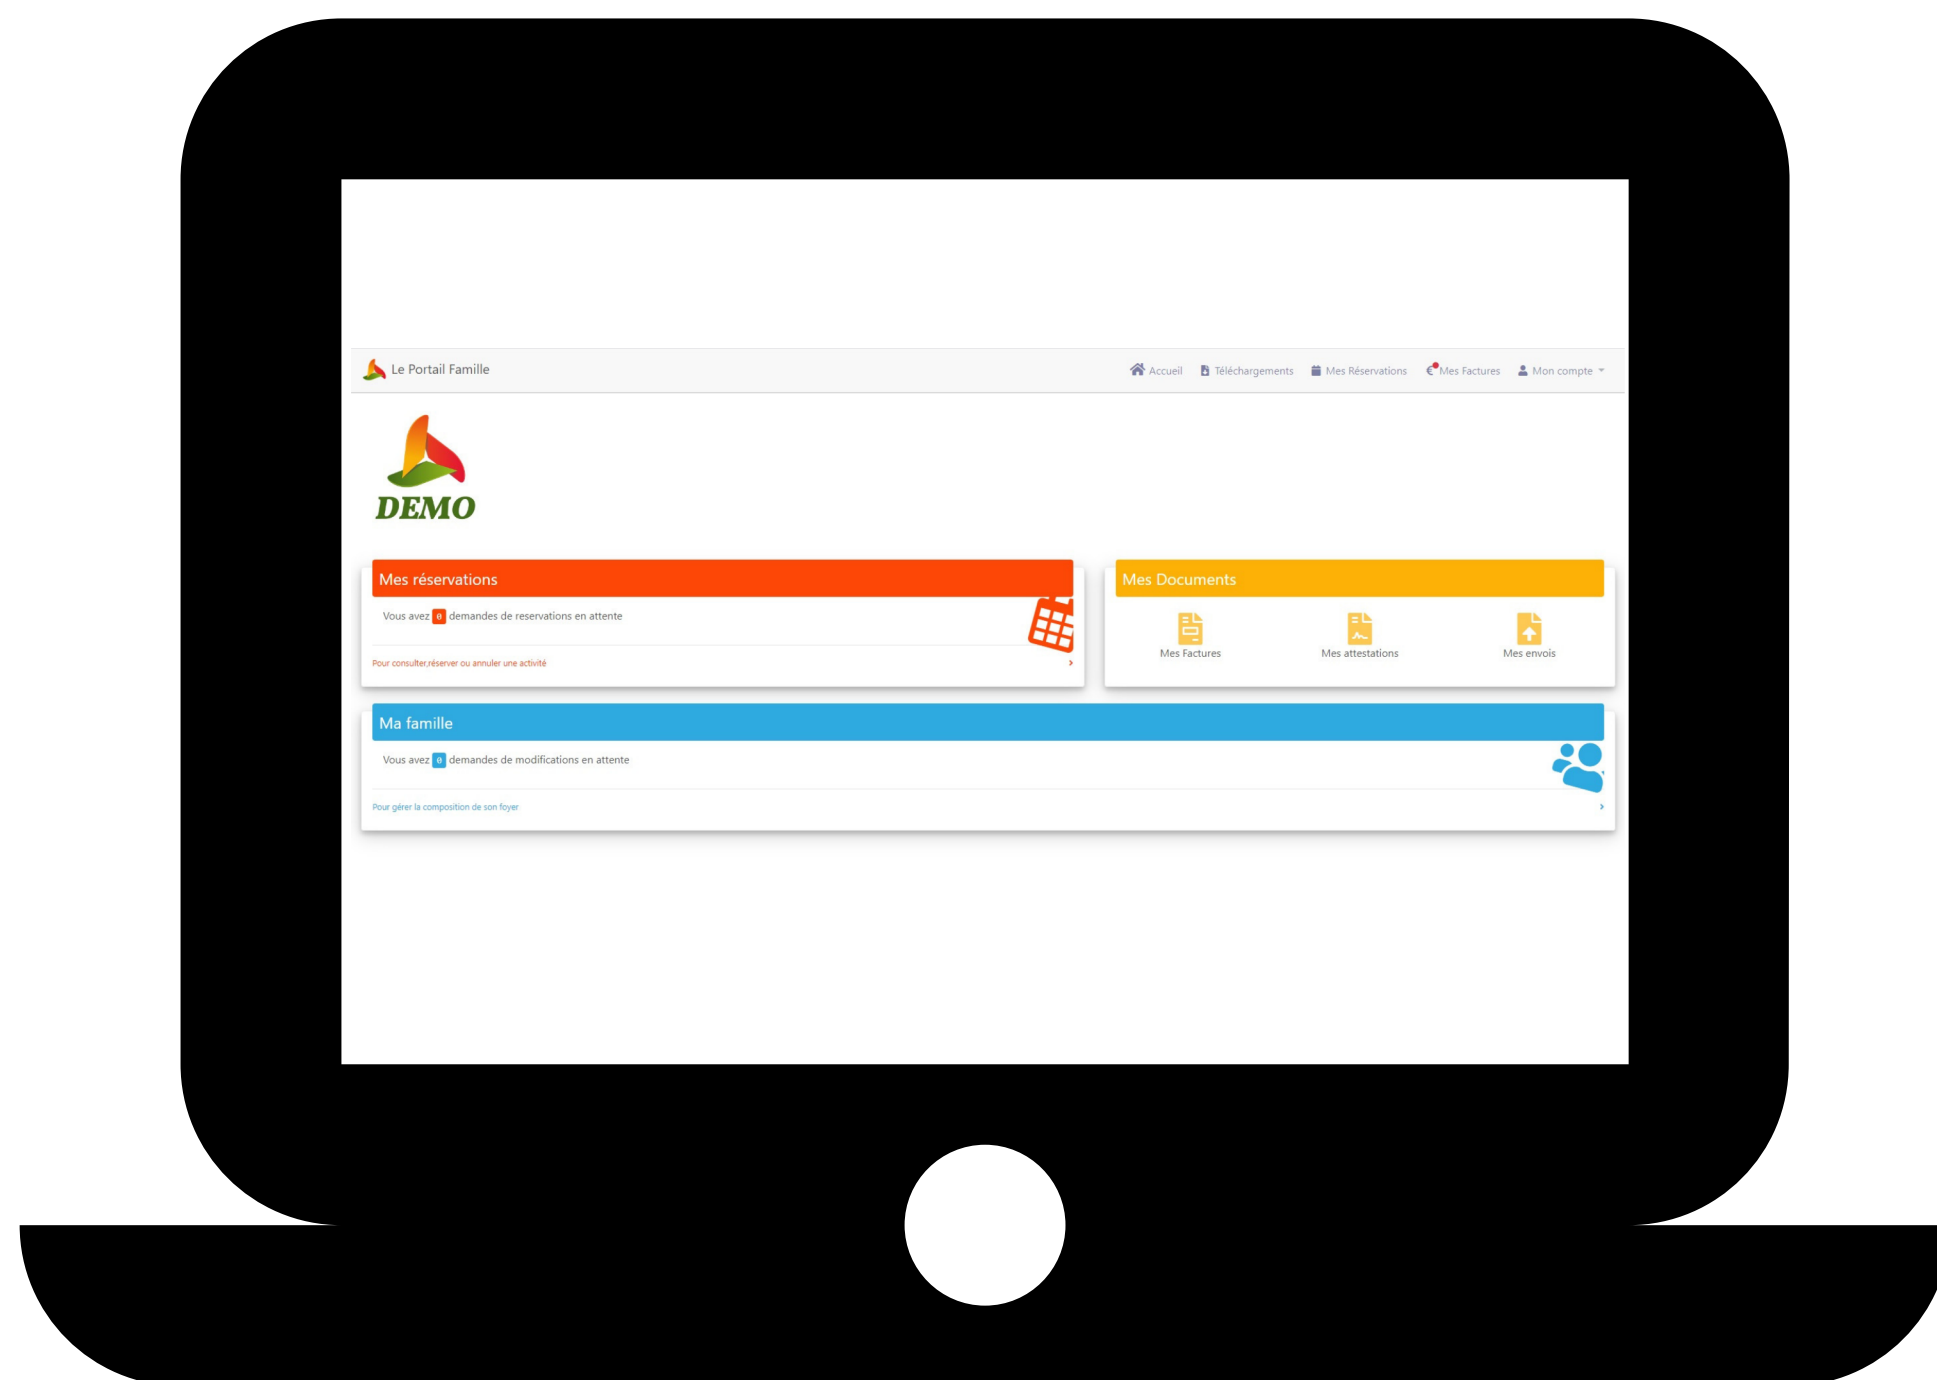 Le Portail Famille
Accueil Téléchargements Mes Réservations Mes Factures Mon compte
DEMO
Mes réservations
Vous avez 0 demandes de reservations en attente
Pour consulter,réserver ou annuler une activité
Mes Documents
Mes Factures Mes attestations Mes envois
Ma famille
Vous avez 0 demandes de modifications en attente
Pour gérer la composition de son foyer